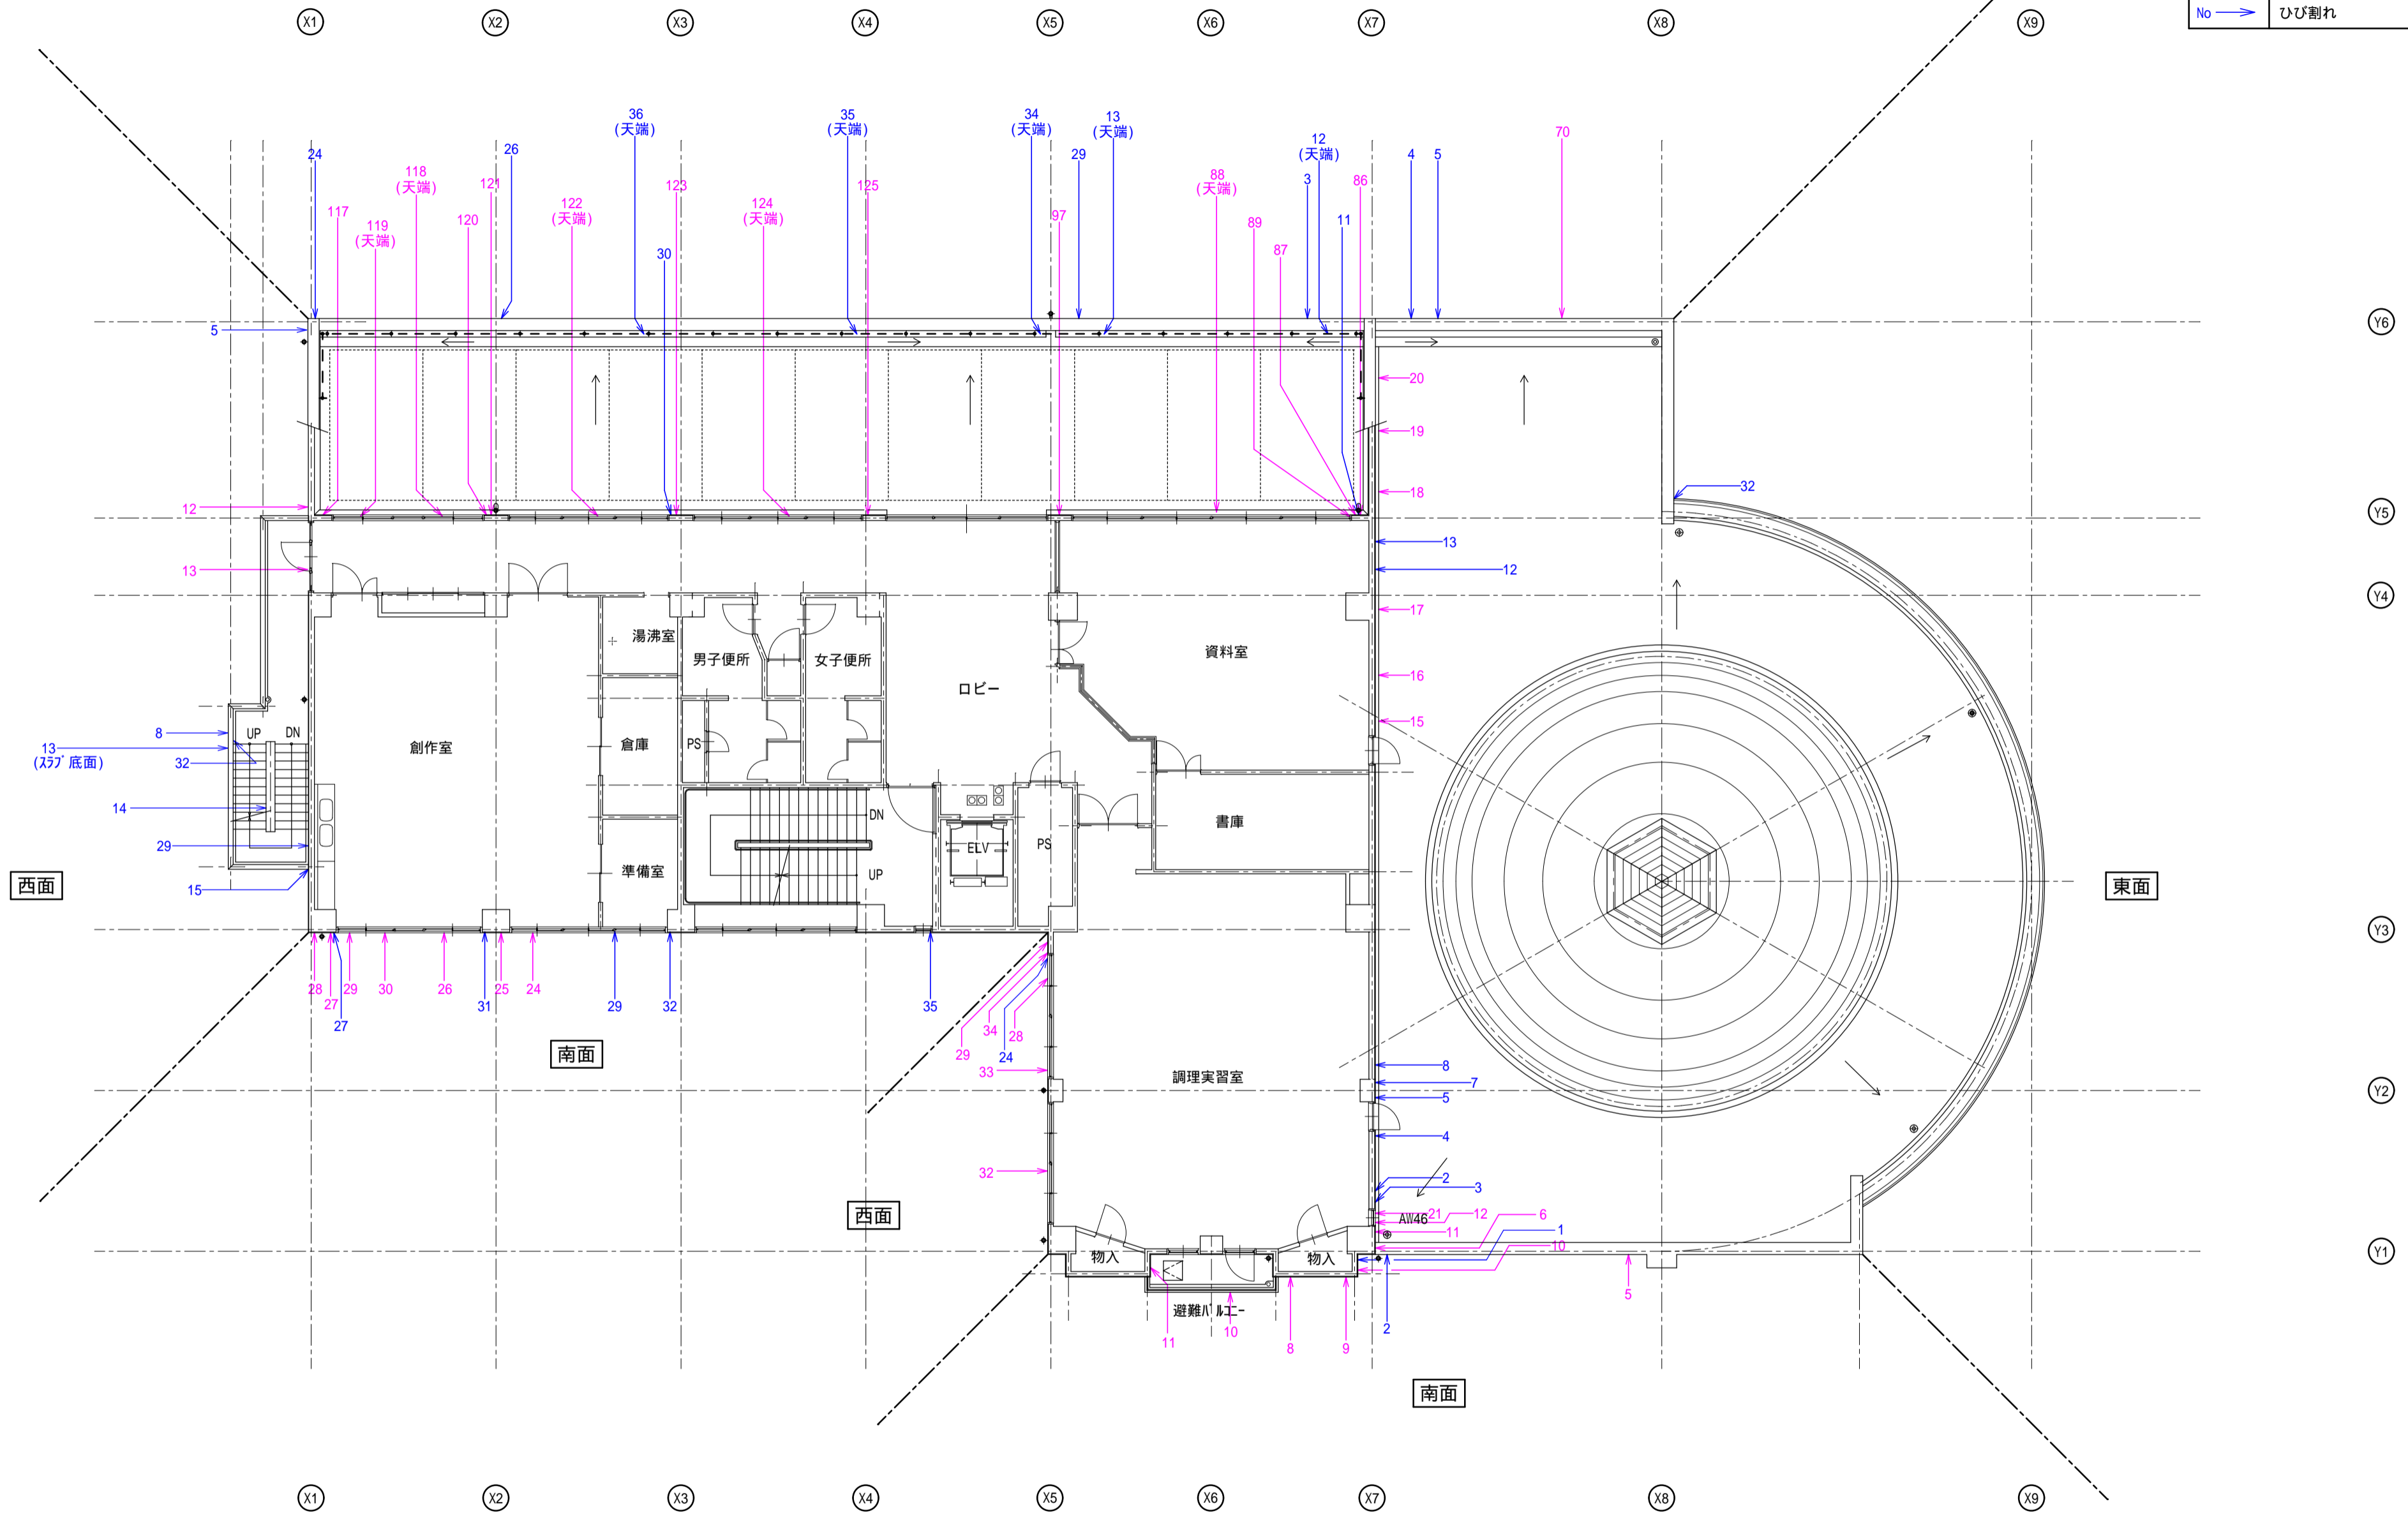 X1 X2 X3 X4 X5 X6 X7 X8 X9
No ひび割れ
36
(天端)
35
(天端)
34
(天端)
13
(天端)
12
(天端)
70
24
26
29
3
4
5
118
(天端)
121
123
125
88
(天端)
86
117
119
(天端)
120
122
(天端)
124
(天端)
97
89
11
30
87
5
Y6
20
19
18
32
12
Y5
13
13
12
Y4
17
湯沸室
男子便所
女子便所
資料室
16
ロビー
15
8
UP
DN
13
(スラブ底面)
32
創作室
倉庫
PS
14
DN
書庫
29
ELV
PS
準備室
UP
西面
15
東面
Y3
28
27
29
30
26
31
25
24
29
32
35
27
南面
34
28
29
24
33
調理実習室
8
7
5
Y2
4
32
2
3
西面
AW46
21
12
6
11
1
10
物入
物入
Y1
避難バルコニー
5
11
10
8
9
2
南面
X1 X2 X3 X4 X5 X6 X7 X8 X9